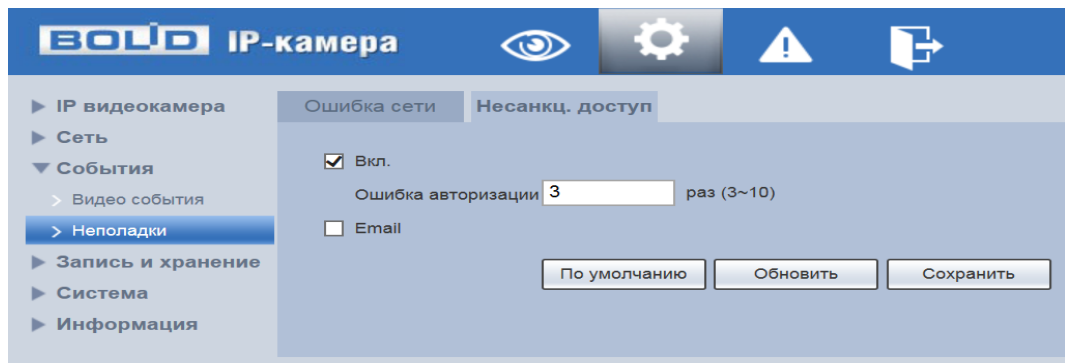 BOLID IP-камера
IP видеокамера
Сеть
События
Видео события
Неполадки
Запись и хранение
Система
Информация
Ошибка сети Несанкц. доступ
Вкл.
Ошибка авторизации 3 раз (3~10)
Email
По умолчанию Обновить Сохранить